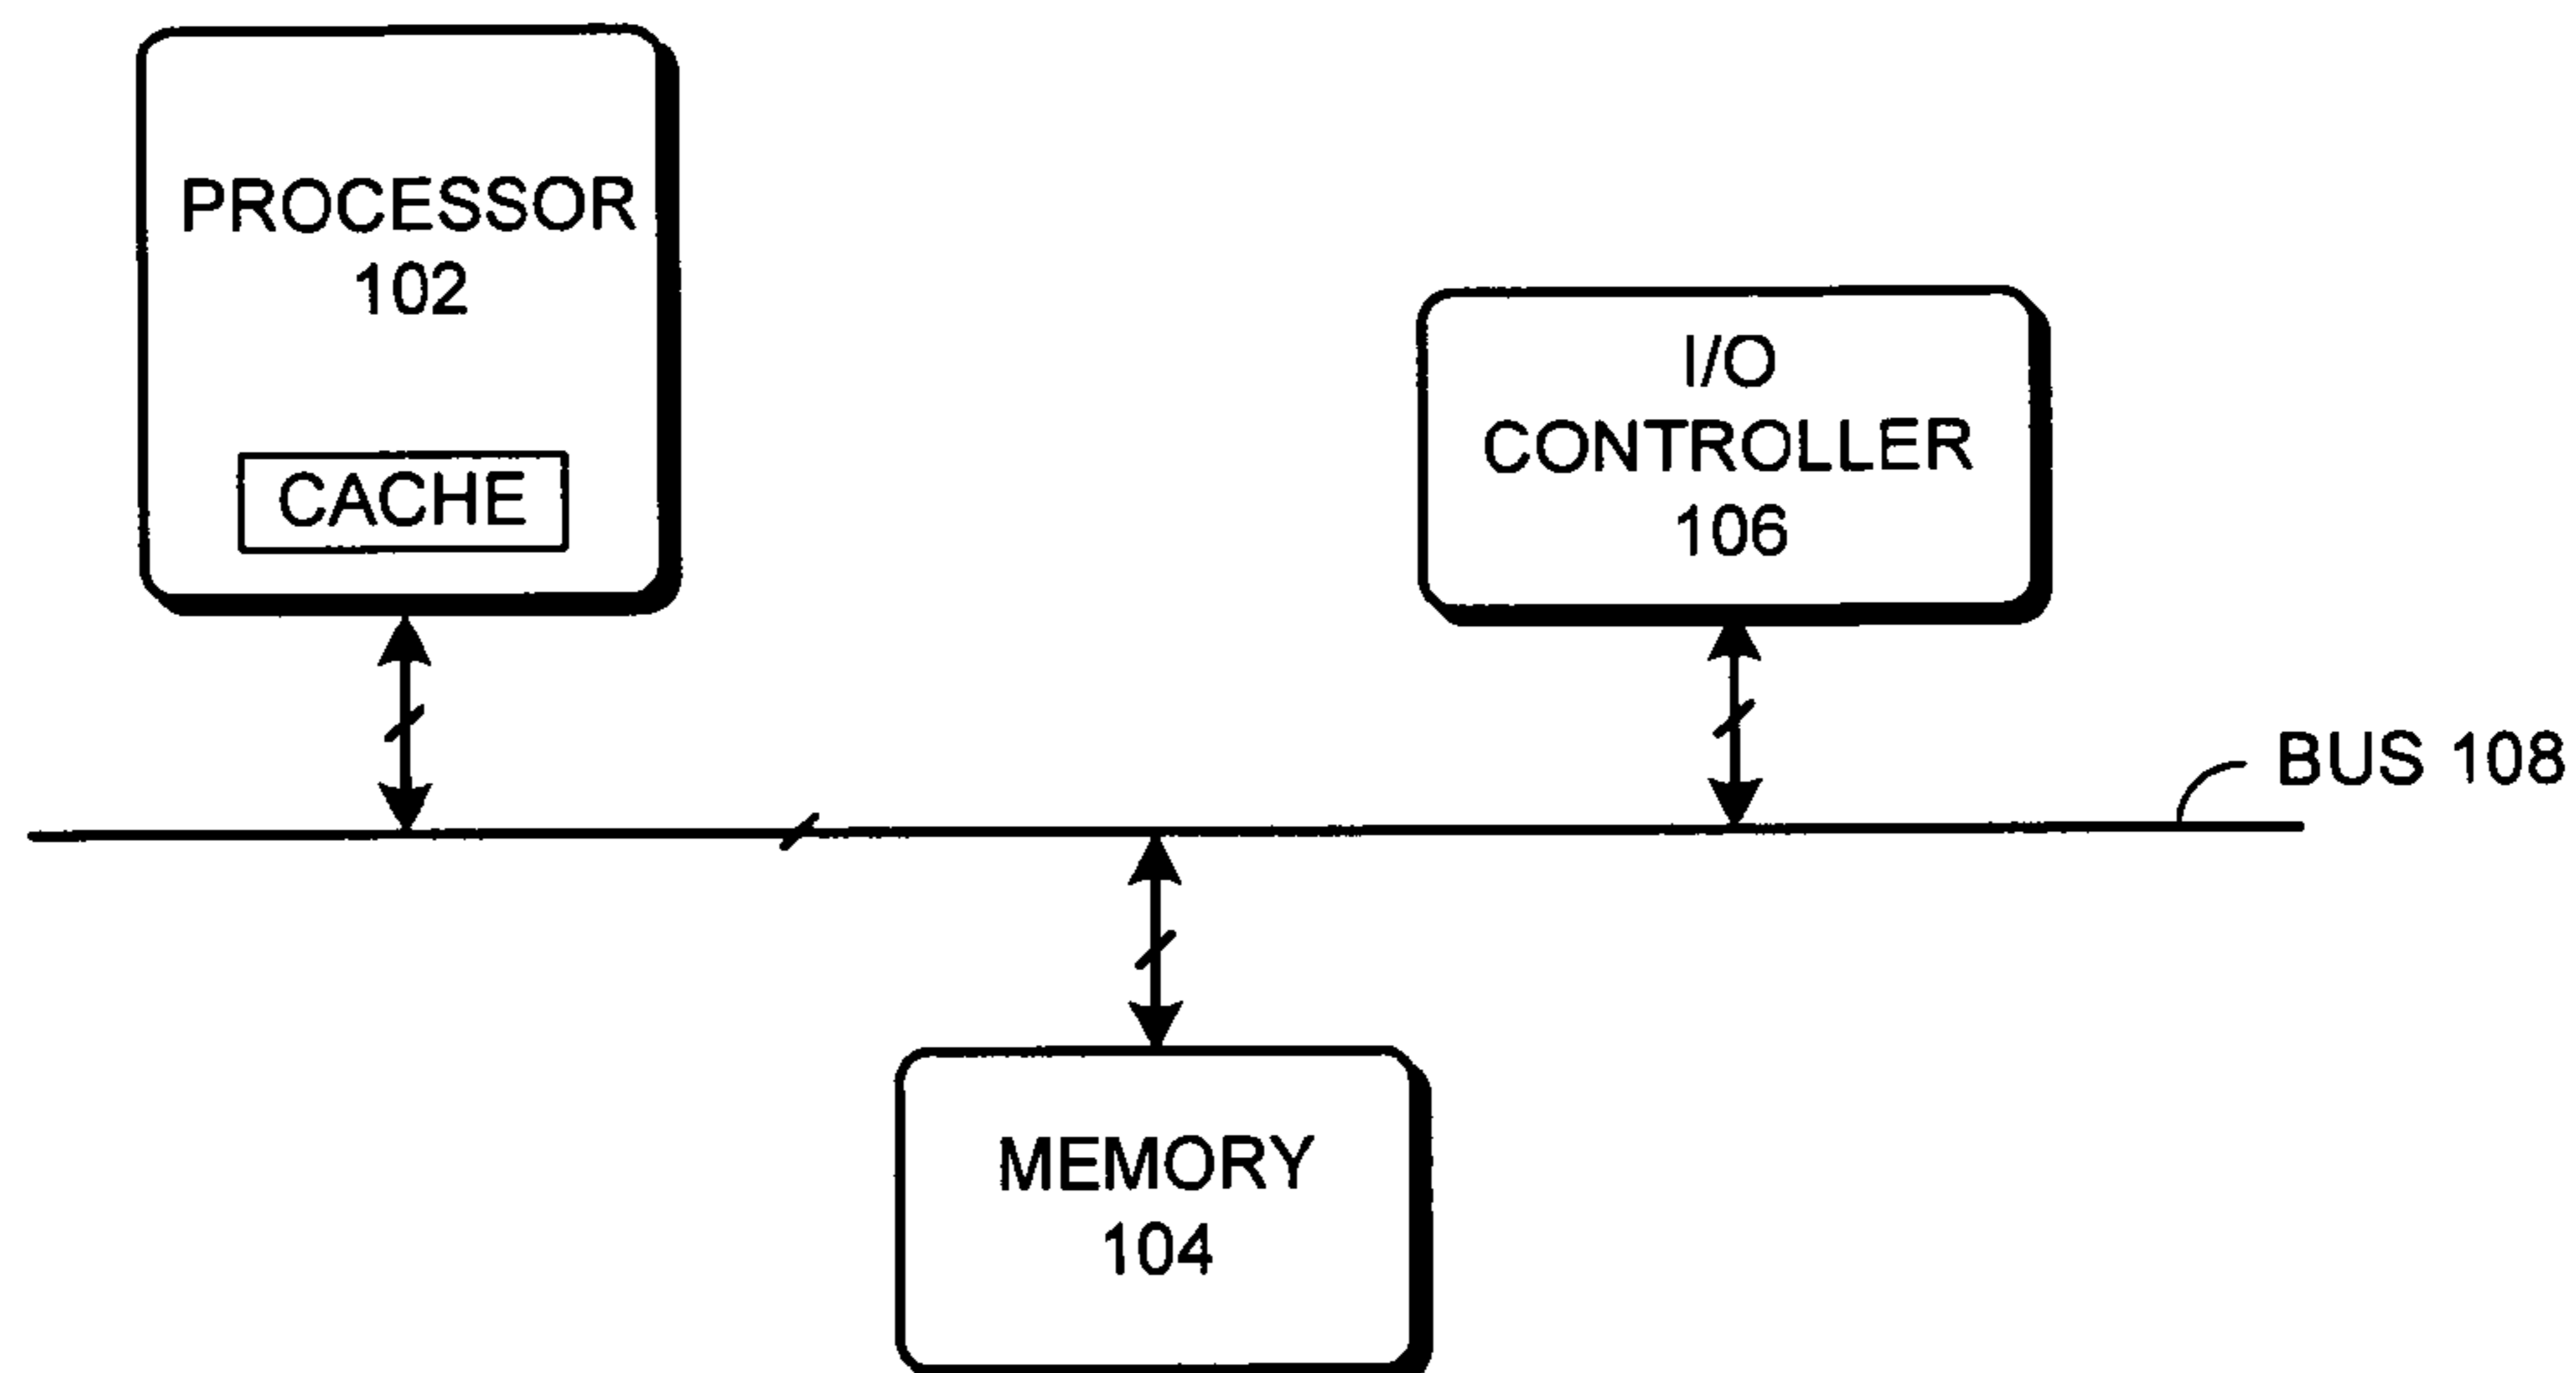 PROCESSOR
102
CACHE
I/O
CONTROLLER
106
BUS 108
MEMORY
104